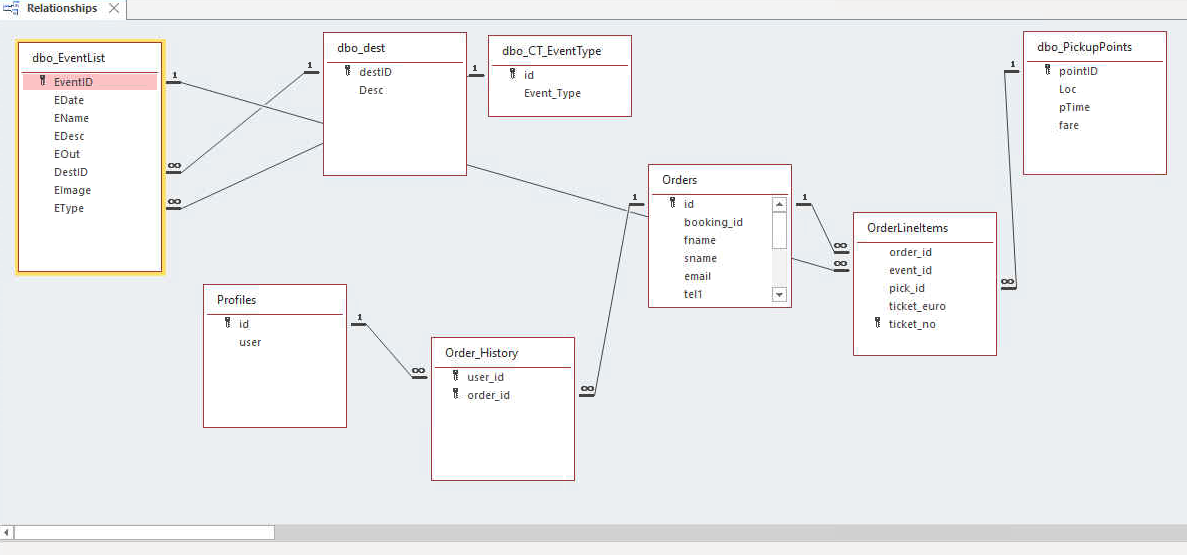 Relationships
dbo_EventList
EventID
EDate
EName
EDesc
EOut
DestID
EImage
EType
dbo_dest
destID
Desc
dbo_CT_EventType
id
Event_Type
dbo_PickupPoints
pointID
Loc
pTime
fare
Orders
id
booking_id
fname
sname
email
tel1
OrderLineItems
order_id
event_id
pick_id
ticket_euro
ticket_no
Profiles
id
user
Order_History
user_id
order_id
1
∞
∞
1
1
1
1
1
∞
∞
∞
1
∞
∞